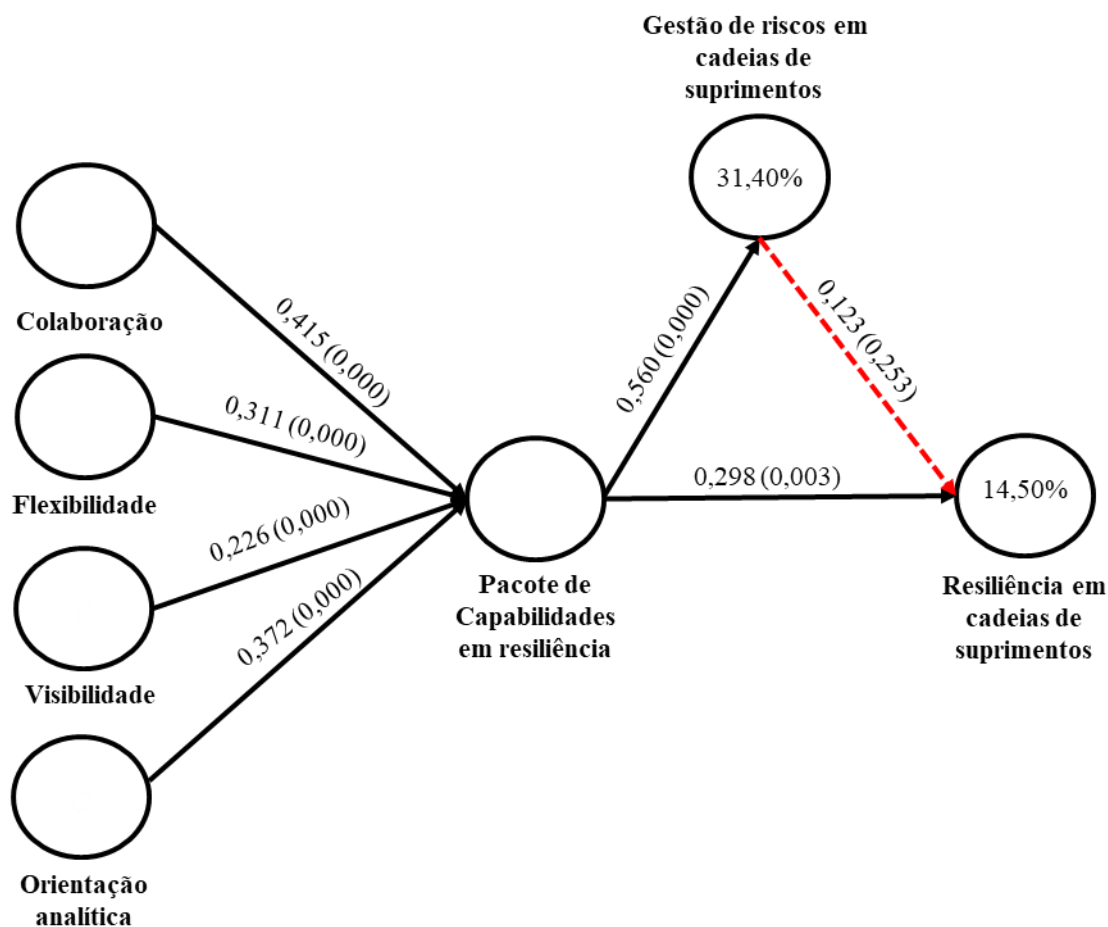 Gestão de riscos em
cadeias de
suprimentos
31,40%
Colaboração
0,415 (0,000)
0,560 (0,000)
0,123 (0,253)
Flexibilidade
0,311 (0,000)
0,298 (0,003)
14,50%
Visibilidade
0,226 (0,000)
Pacote de
Capabilidades
em resiliência
Resiliência em
cadeias de
suprimentos
0,372 (0,000)
Orientação
analítica